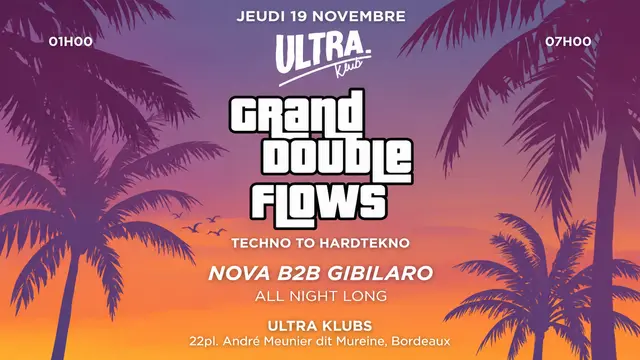 JEUDI 19 NOVEMBRE
01H00
07H00
ULTRA.
Klub
GRAND
DOUBLE
FLOWS
TECHNO TO HARDTEKNO
NOVA B2B GIBILARO
ALL NIGHT LONG
ULTRA KLUBS
22pl. André Meunier dit Mureine, Bordeaux